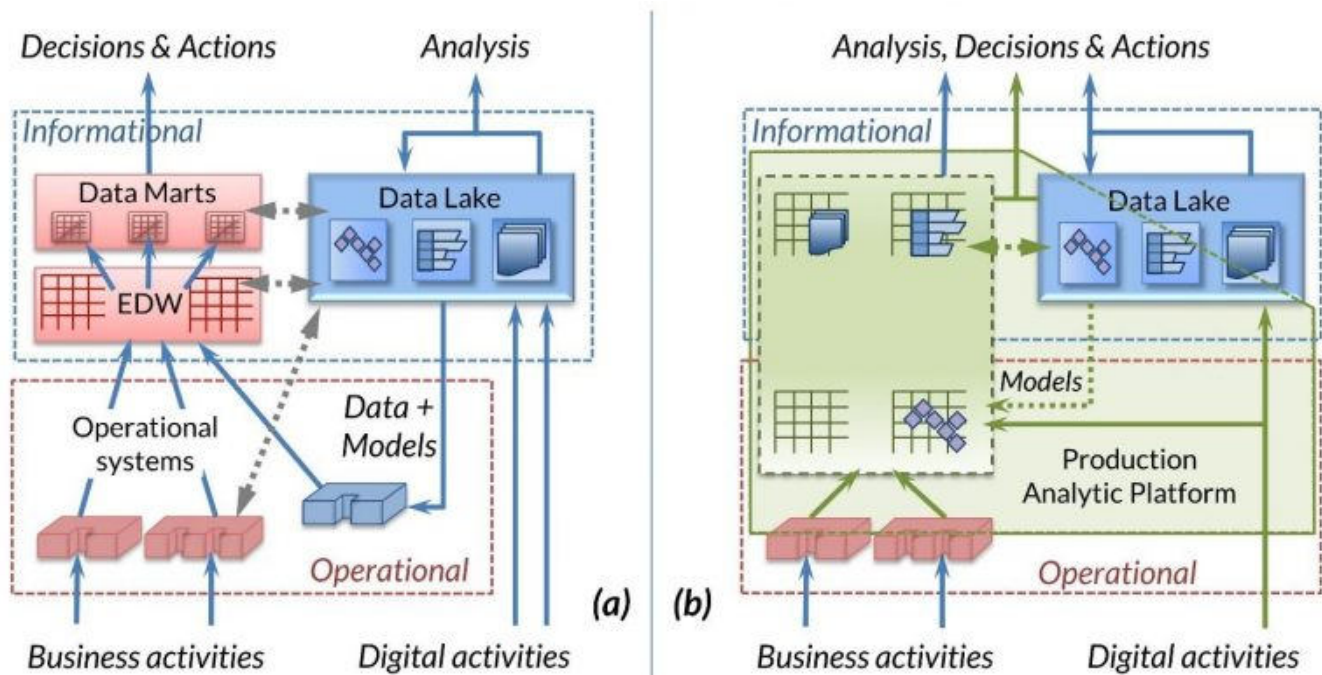 Decisions & Actions
Analysis
Informational
Data Marts
Data Lake
EDW
Operational
systems
Data +
Models
Operational
(a)
Business activities
Digital activities
Analysis, Decisions & Actions
Informational
Data Lake
Models
Production
Analytic Platform
Operational
(b)
Business activities
Digital activities